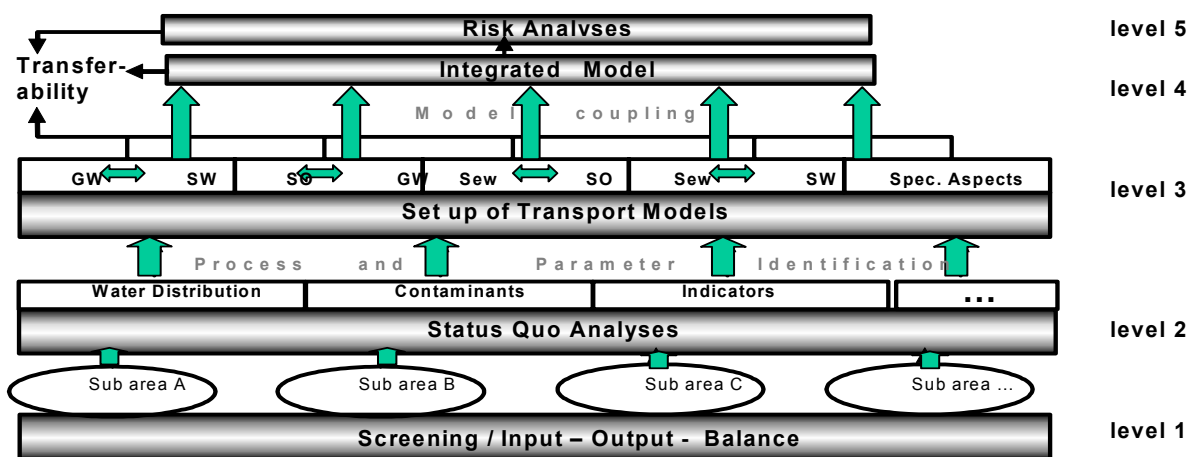 Risk Analyses
level 5
Transfer-
ability
Integrated Model
level 4
Model coupling
GW SW SO GW Sew SO Sew SW Spec. Aspects
level 3
Set up of Transport Models
Process and Parameter Identification
Water Distribution Contaminants Indicators ...
Status Quo Analyses
level 2
Sub area A Sub area B Sub area C Sub area ...
Screening / Input – Output - Balance
level 1